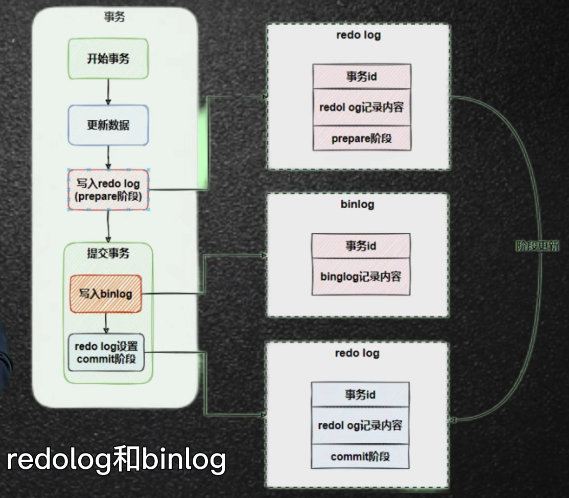 事务
开始事务
更新数据
写入redo log
(prepare阶段)
提交事务
写入binlog
redo log设置
commit阶段
redo log
事务id
redol og记录内容
prepare阶段
binlog
事务id
binglog记录内容
redo log
事务id
redol og记录内容
commit阶段
阶段更新
redolog和binlog